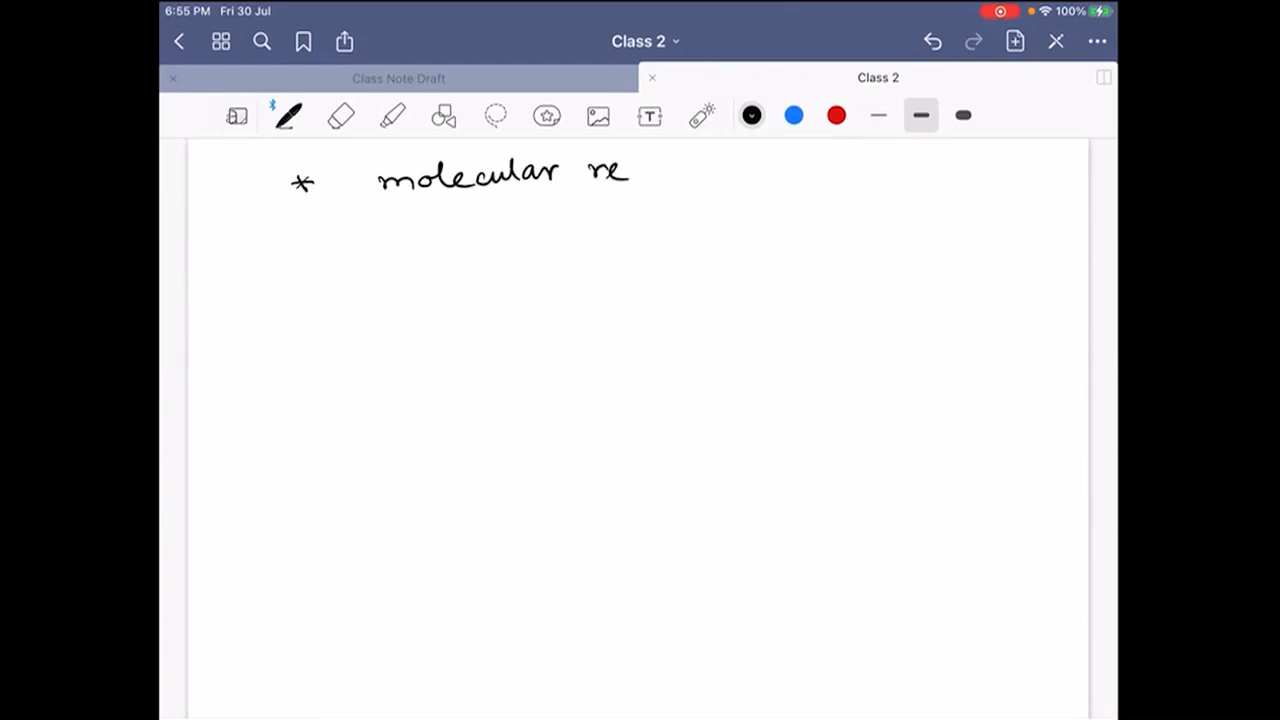 6:55 PM Fri 30 Jul 100%
Class 2
Class Note Draft Class 2
T
* molecular re